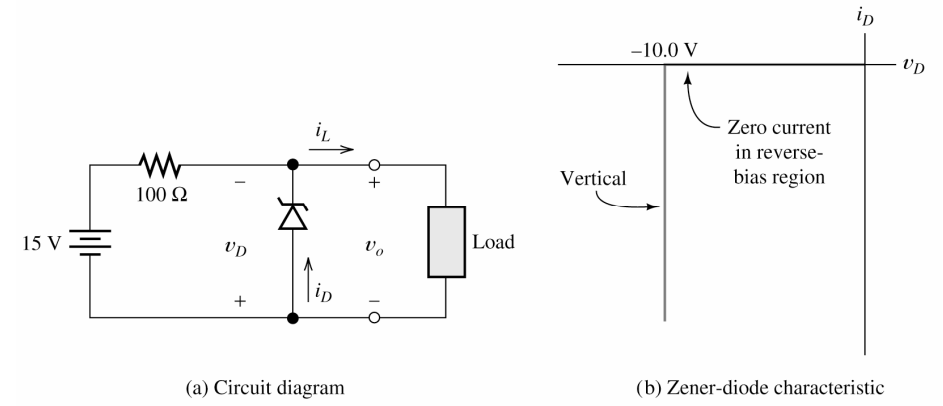 i_L
100 Ω
15 V
−
v_D
+
i_D
+
v_o
−
Load
(a) Circuit diagram
i_D
−10.0 V
v_D
Zero current
in reverse-
bias region
Vertical
(b) Zener-diode characteristic